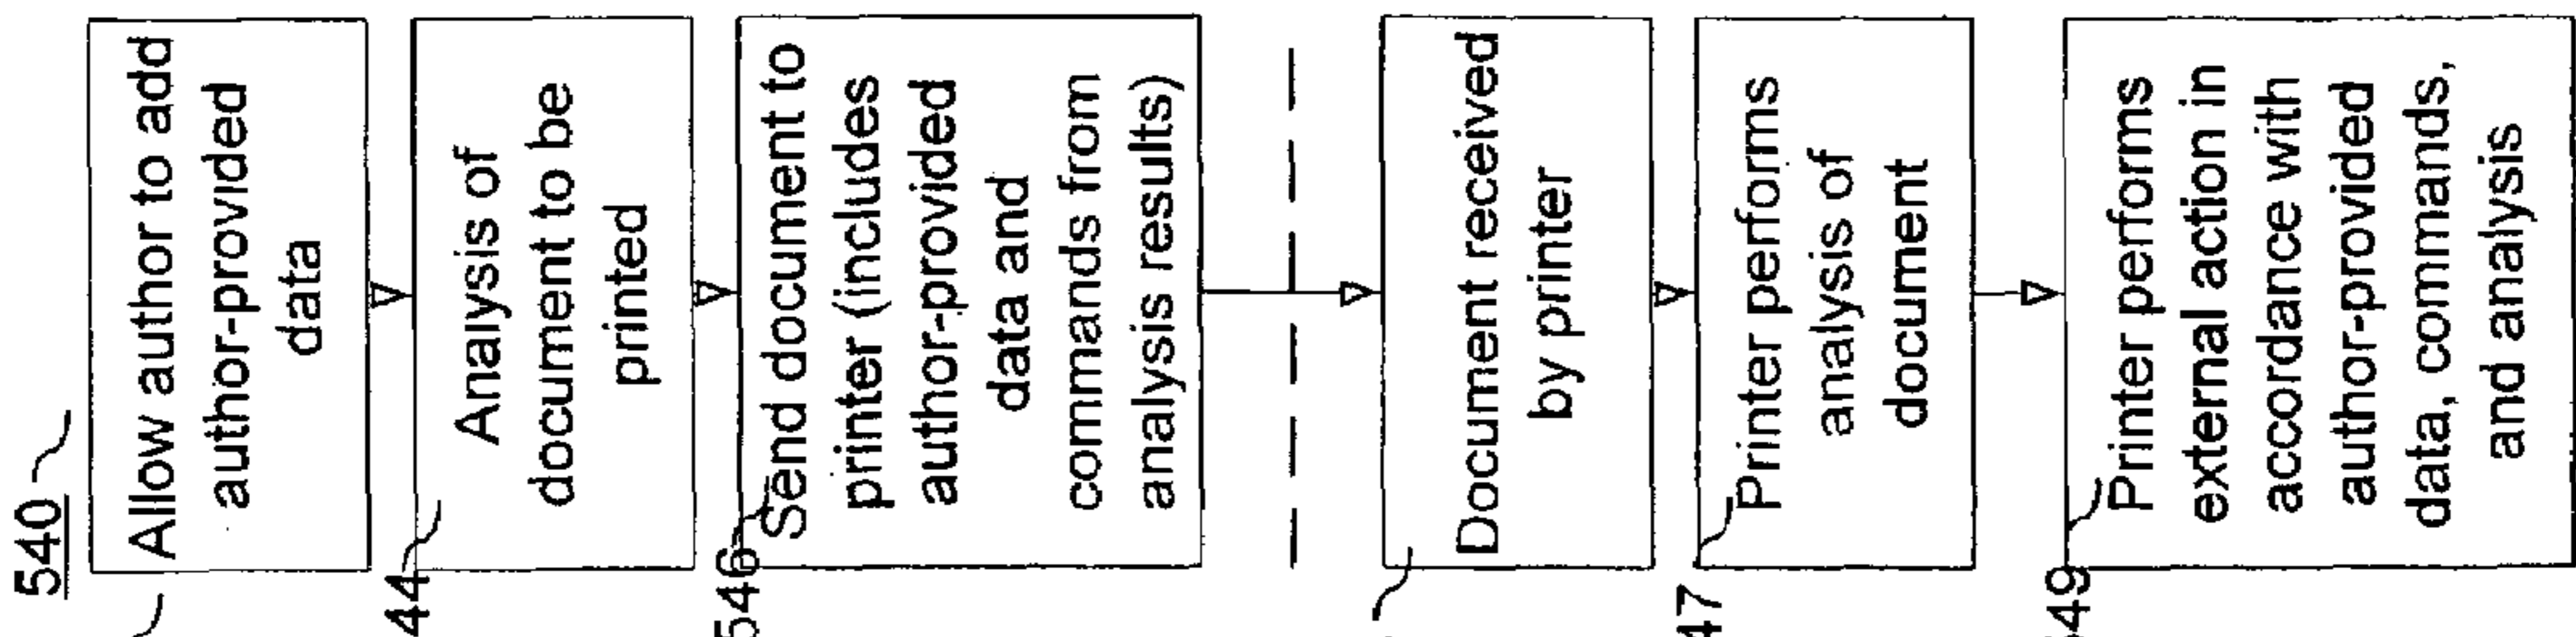 540
Allow author to add
author-provided
data
44
Analysis of
document to be
printed
546
Send document to
printer (includes
author-provided
data and
commands from
analysis results)
Document received
by printer
47
Printer performs
analysis of
document
549
Printer performs
external action in
accordance with
author-provided
data, commands,
and analysis